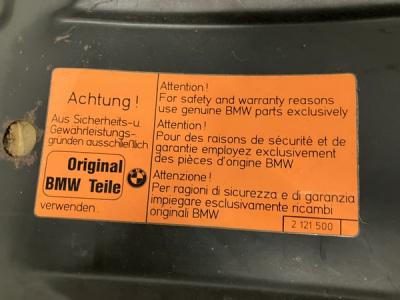 Achtung !
Aus Sicherheits-u.
Gewährleistungs-
gründen ausschließlich
Original
BMW Teile
verwenden.
Attention !
For safety and warranty reasons
use genuine BMW parts exclusively
Attention !
Pour des raisons de sécurité et de
garantie employez exclusivement
des pièces d'origine BMW
Attenzione !
Per ragioni di sicurezza e di garanzia
impiegare esclusivamente ricambi
originali BMW
2 121 500